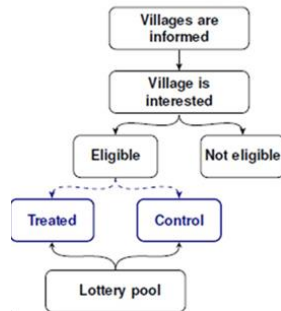 Villages are
informed
Village is
interested
Eligible
Not eligible
Treated
Control
Lottery pool